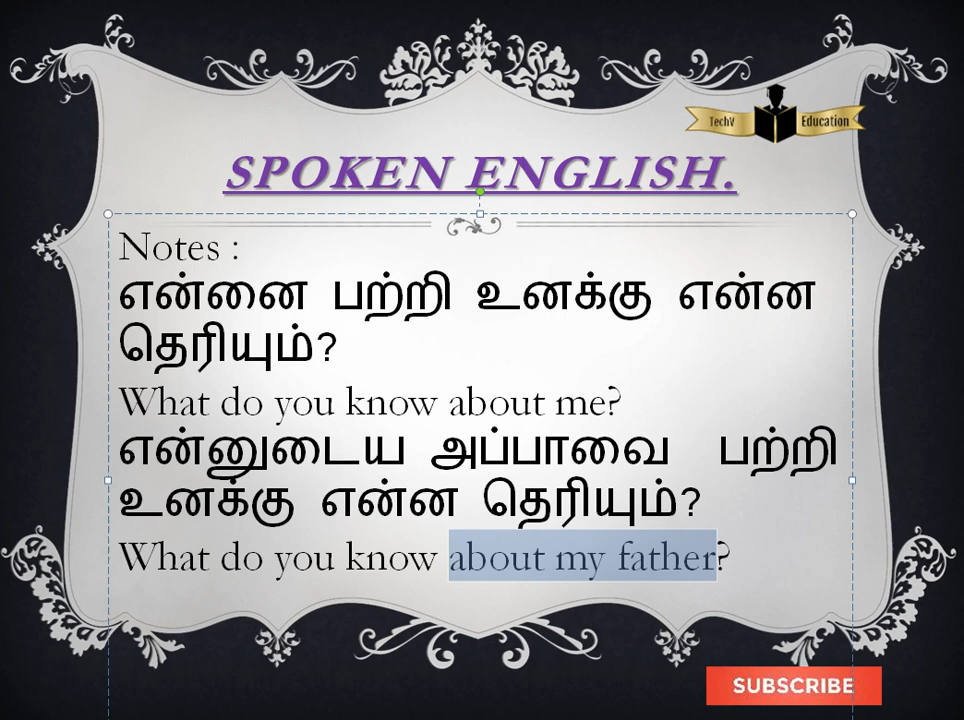 TechV Education
SPOKEN ENGLISH.
Notes :
என்னை பற்றி உனக்கு என்ன
தெரியும்?
What do you know about me?
என்னுடைய அப்பாவை பற்றி
உனக்கு என்ன தெரியும்?
What do you know about my father?
SUBSCRIBE